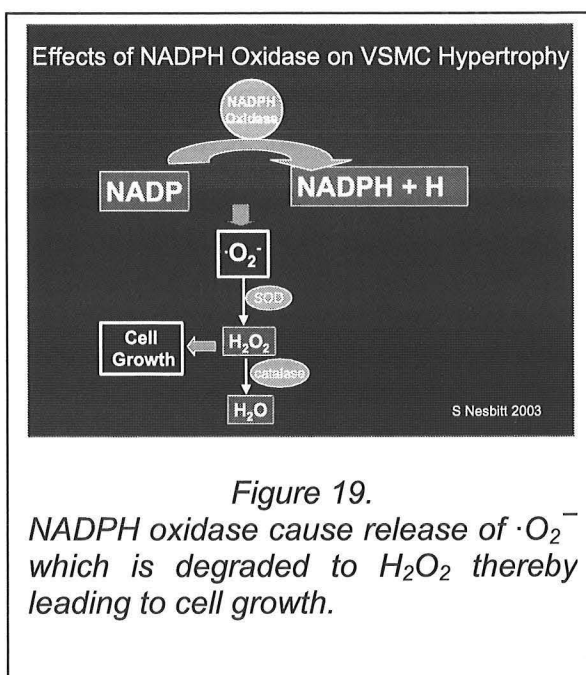 Effects of NADPH Oxidase on VSMC Hypertrophy
NADPH
Oxidase
NADP
NADPH + H
·O₂⁻
SOD
Cell
Growth
H₂O₂
catalase
H₂O
S Nesbitt 2003
Figure 19.
NADPH oxidase cause release of ·O₂⁻
which is degraded to H₂O₂ thereby
leading to cell growth.